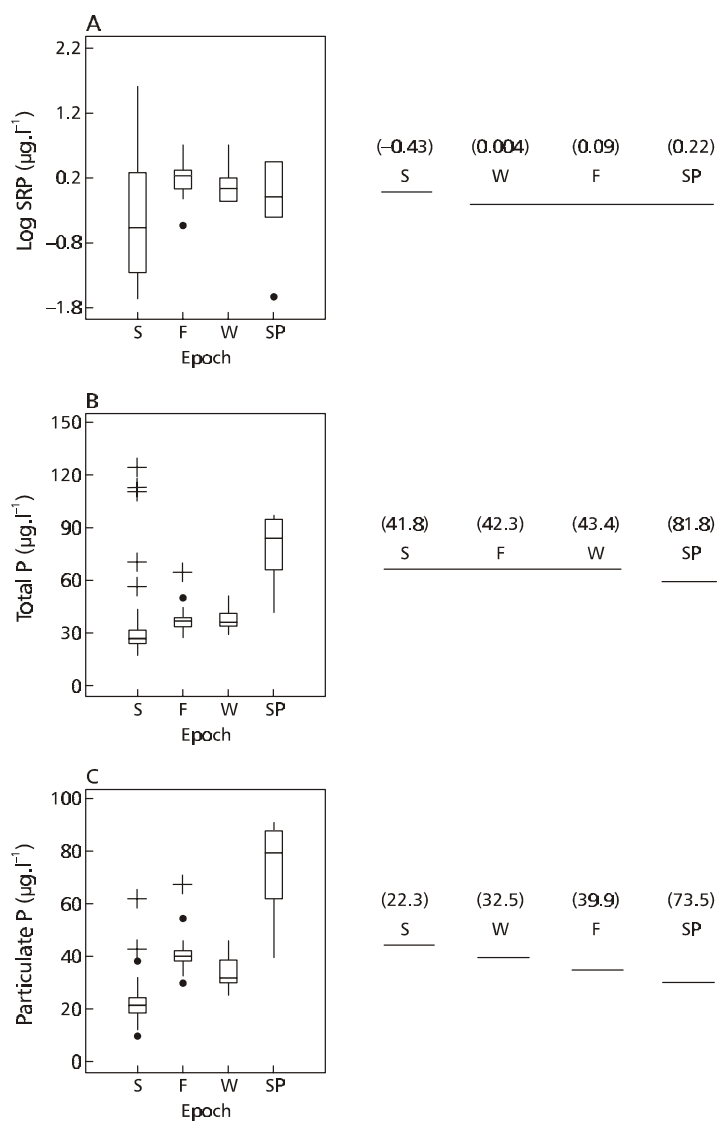 A
Log SRP (µg.l⁻¹)
2.2
1.2
0.2
−0.8
−1.8
S F W SP
Epoch
(−0.43) (0.004) (0.09) (0.22)
S W F SP
B
Total P (µg.l⁻¹)
150
120
90
60
30
0
S F W SP
Epoch
(41.8) (42.3) (43.4) (81.8)
S F W SP
C
Particulate P (µg.l⁻¹)
100
80
60
40
20
0
S F W SP
Epoch
(22.3) (32.5) (39.9) (73.5)
S W F SP